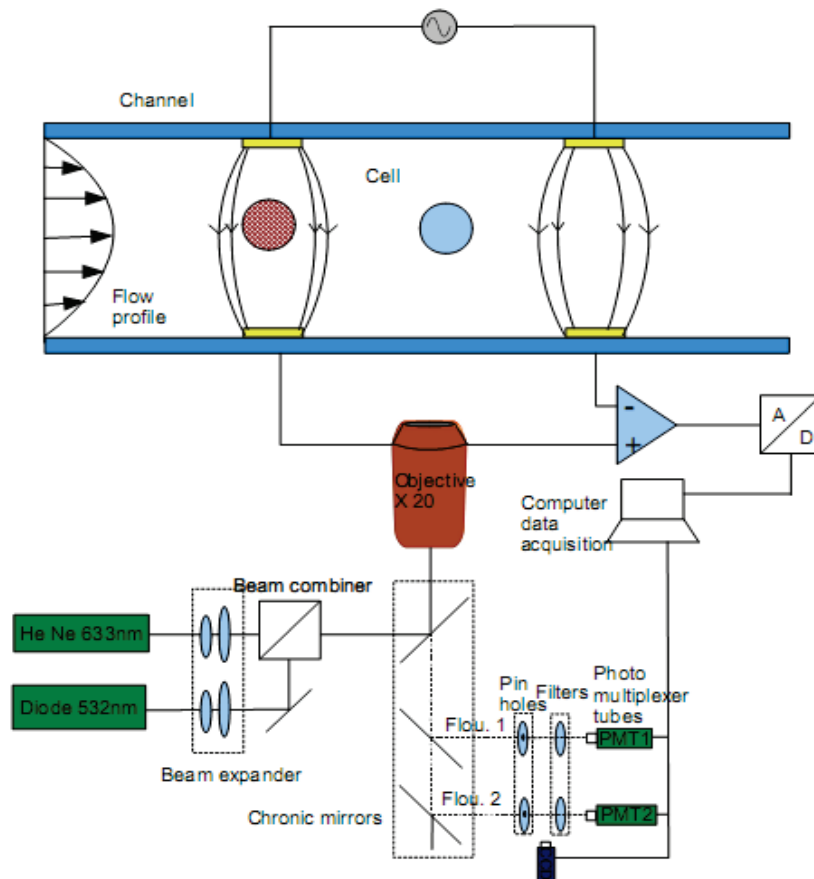 Channel
Cell
Flow
profile
-
+
A
D
Objective
X 20
Computer
data
acquisition
Beam combiner
He Ne 633nm
Diode 532nm
Beam expander
Chronic mirrors
Pin
holes
Filters
Photo
multiplexer
tubes
Flou. 1
PMT1
Flou. 2
PMT2